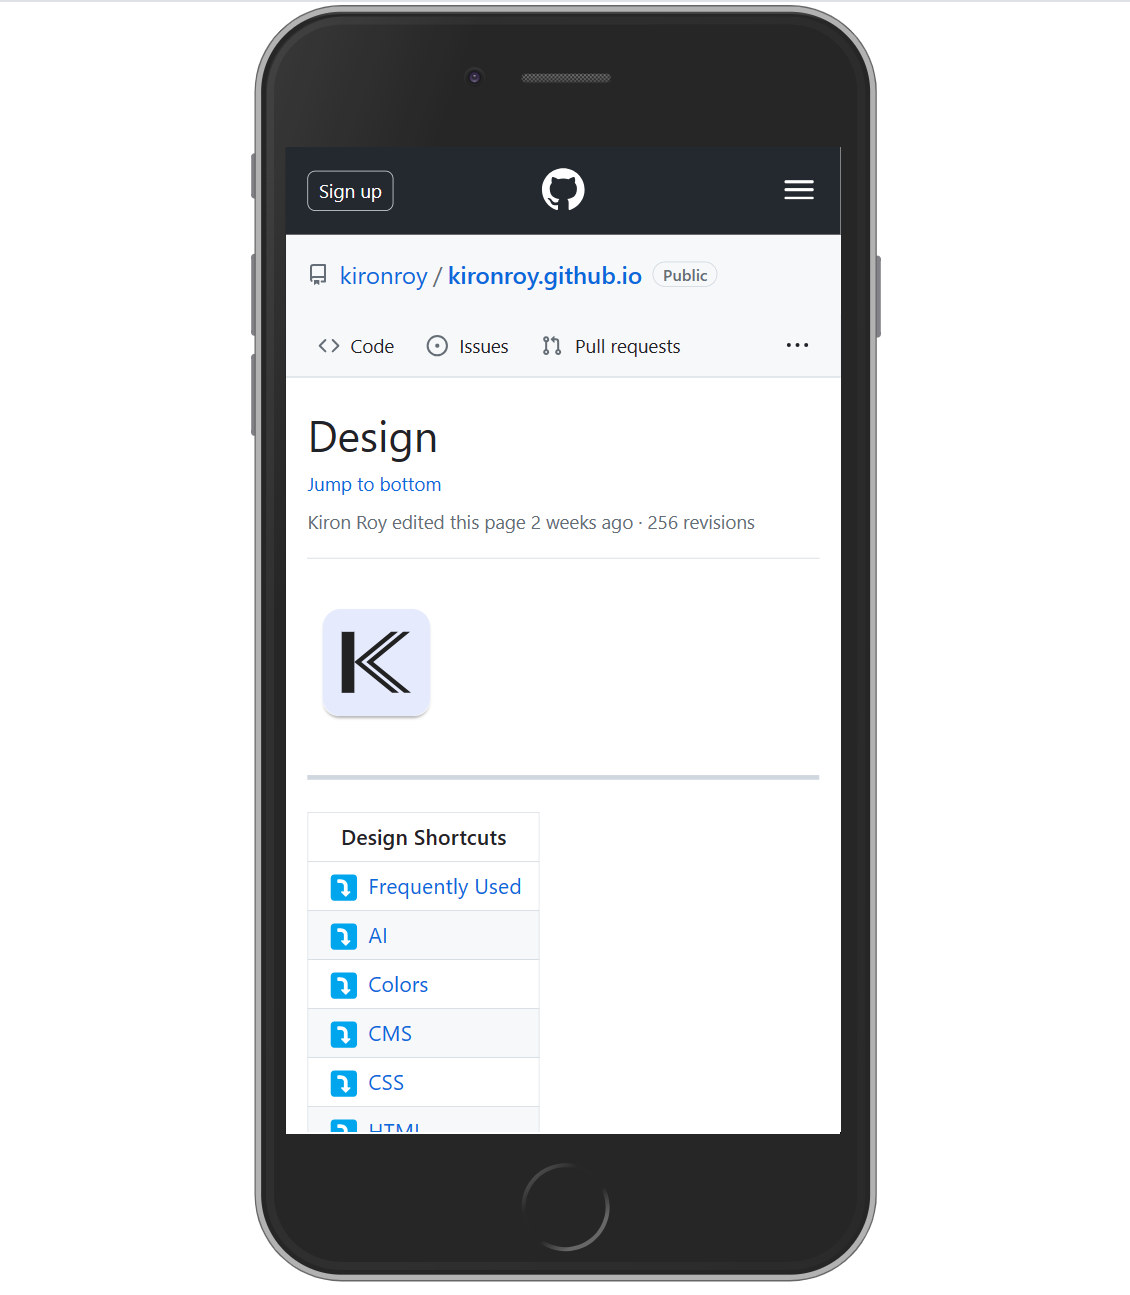 Sign up
kironroy / kironroy.github.io Public
Code Issues Pull requests
Design
Jump to bottom
Kiron Roy edited this page 2 weeks ago · 256 revisions
K
Design Shortcuts
Frequently Used
AI
Colors
CMS
CSS
HTML